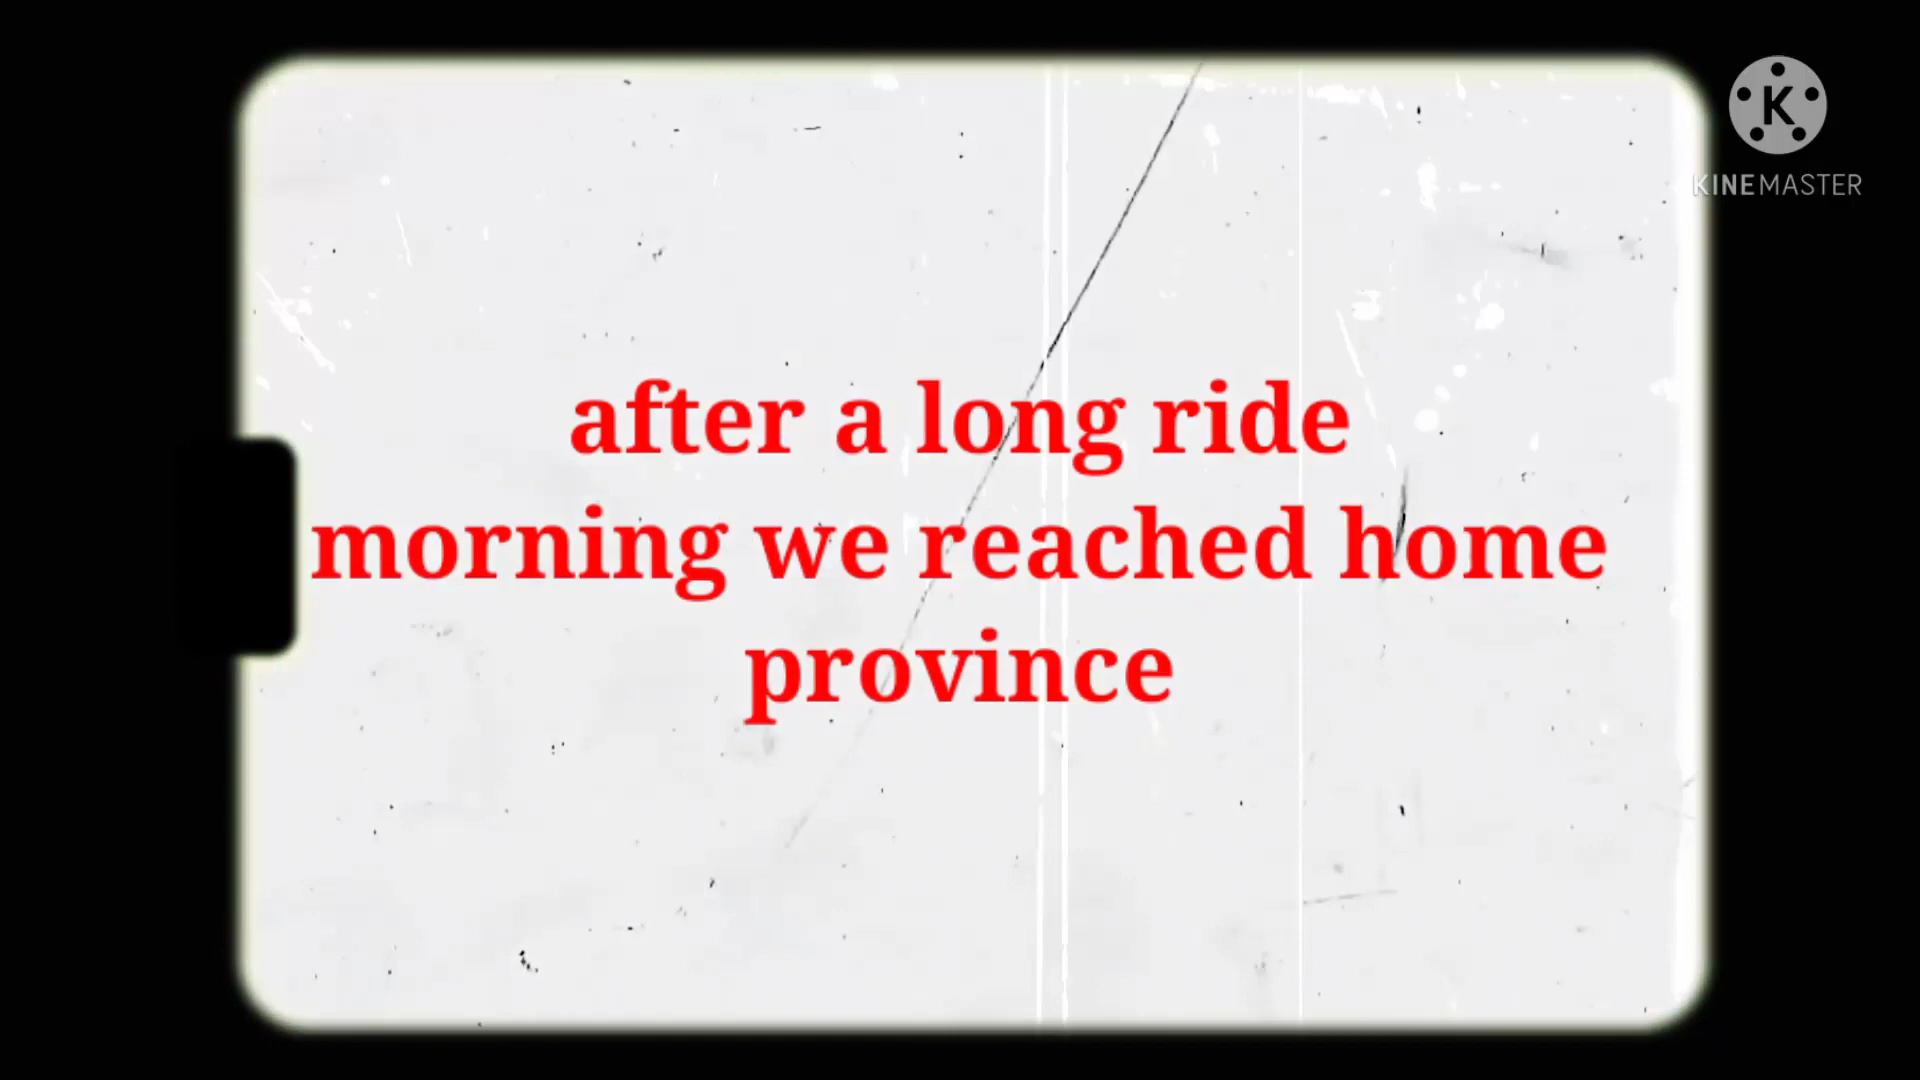 K
KINEMASTER
after a long ride
morning we reached home
province